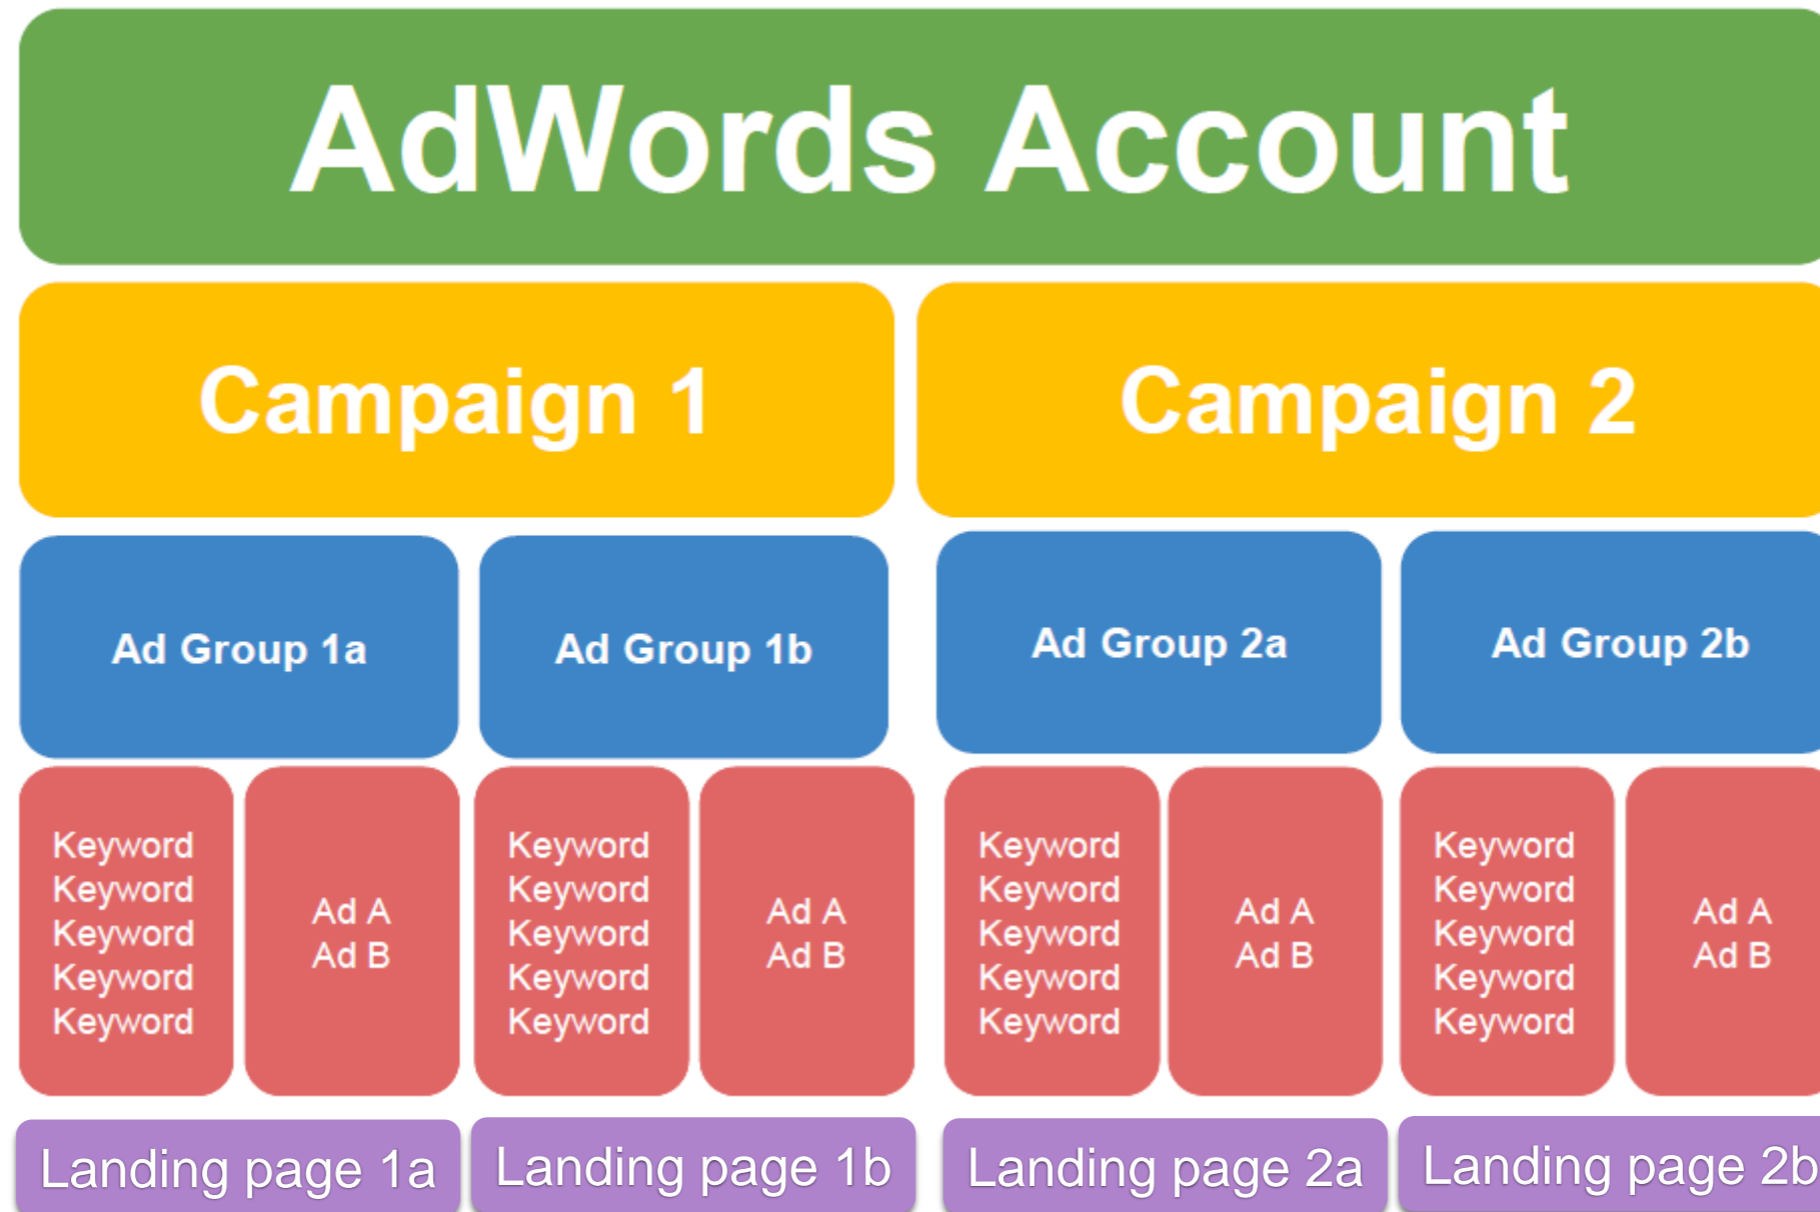 AdWords Account
Campaign 1
Campaign 2
Ad Group 1a
Ad Group 1b
Ad Group 2a
Ad Group 2b
Keyword
Keyword
Keyword
Keyword
Keyword
Ad A
Ad B
Keyword
Keyword
Keyword
Keyword
Keyword
Ad A
Ad B
Keyword
Keyword
Keyword
Keyword
Keyword
Ad A
Ad B
Keyword
Keyword
Keyword
Keyword
Keyword
Ad A
Ad B
Landing page 1a
Landing page 1b
Landing page 2a
Landing page 2b